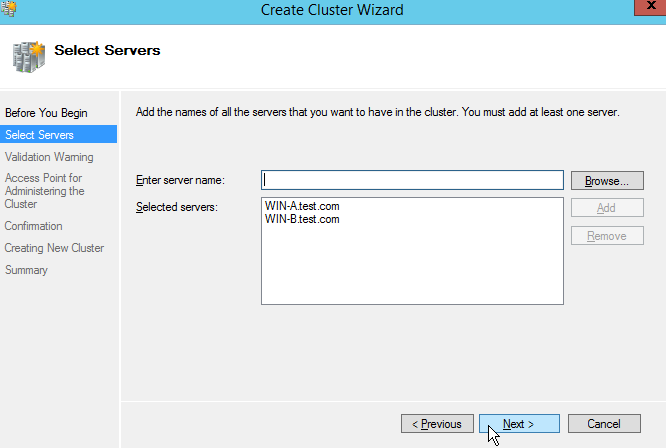 Create Cluster Wizard
x
Select Servers
Before You Begin
Select Servers
Validation Warning
Access Point for
Administering the
Cluster
Confirmation
Creating New Cluster
Summary
Add the names of all the servers that you want to have in the cluster. You must add at least one server.
Enter server name:
Browse...
Selected servers:
WIN-A.test.com
WIN-B.test.com
Add
Remove
< Previous
Next >
Cancel